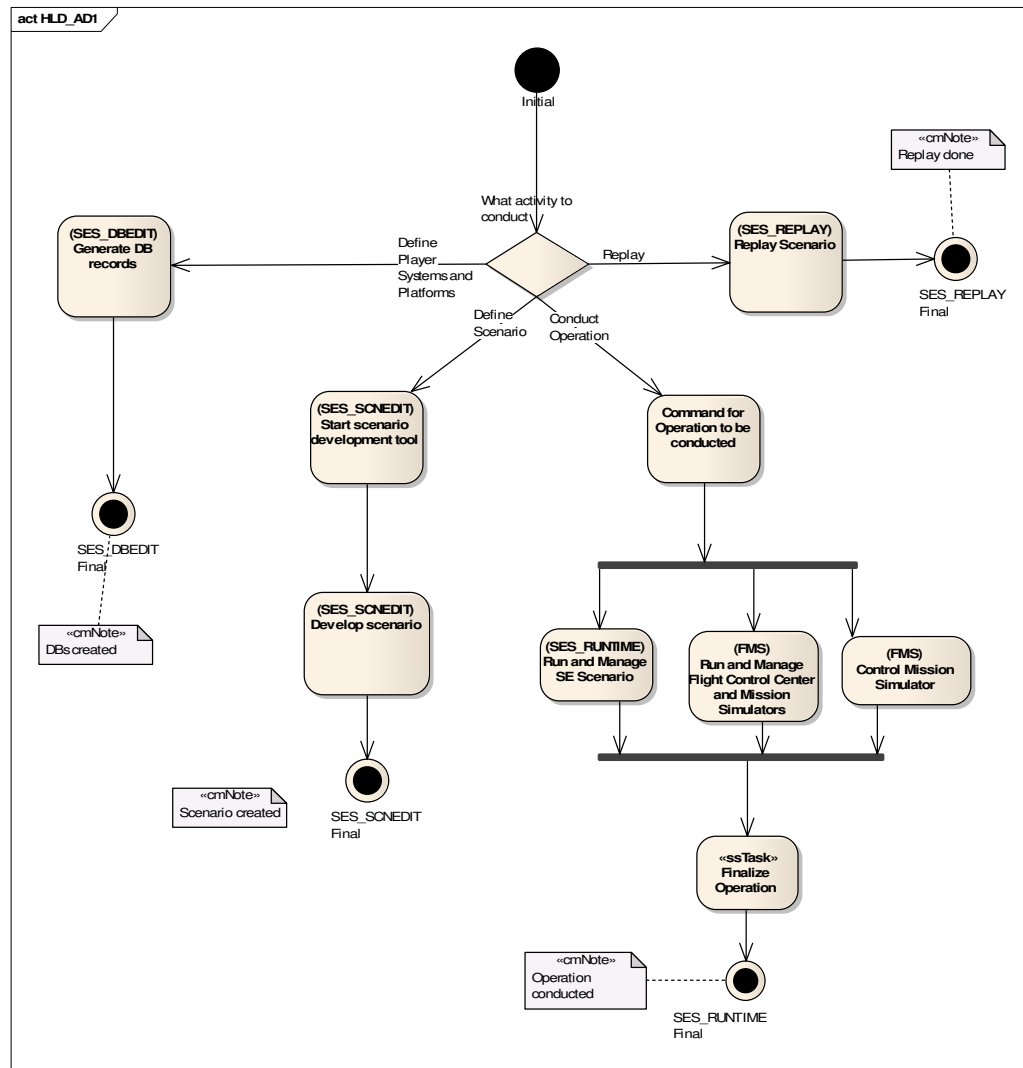 act HLD_AD1
Initial
«cmNote»
Replay done
What activity to
conduct
(SES_DBEDIT)
Generate DB
records
Define
Player
Systems and
Platforms
Replay
(SES_REPLAY)
Replay Scenario
SES_REPLAY
Final
Define
Scenario
Conduct
Operation
(SES_SCNEDIT)
Start scenario
development tool
Command for
Operation to be
conducted
SES_DBEDIT
Final
«cmNote»
DBs created
(SES_SCNEDIT)
Develop scenario
(SES_RUNTIME)
Run and Manage
SE Scenario
(FMS)
Run and Manage
Flight Control Center
and Mission
Simulators
(FMS)
Control Mission
Simulator
«cmNote»
Scenario created
SES_SCNEDIT
Final
«ssTask»
Finalize
Operation
«cmNote»
Operation
conducted
SES_RUNTIME
Final